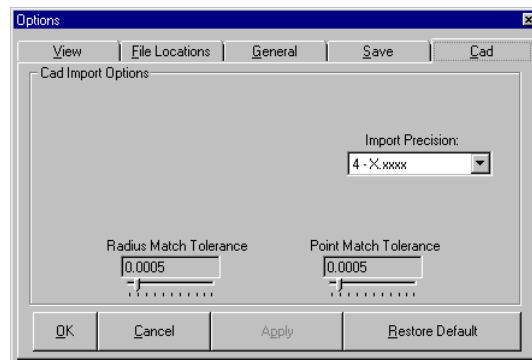 Options
View File Locations General Save Cad
Cad Import Options
Import Precision:
4 - X.xxxx
Radius Match Tolerance Point Match Tolerance
0.0005 0.0005
OK Cancel Apply Restore Default